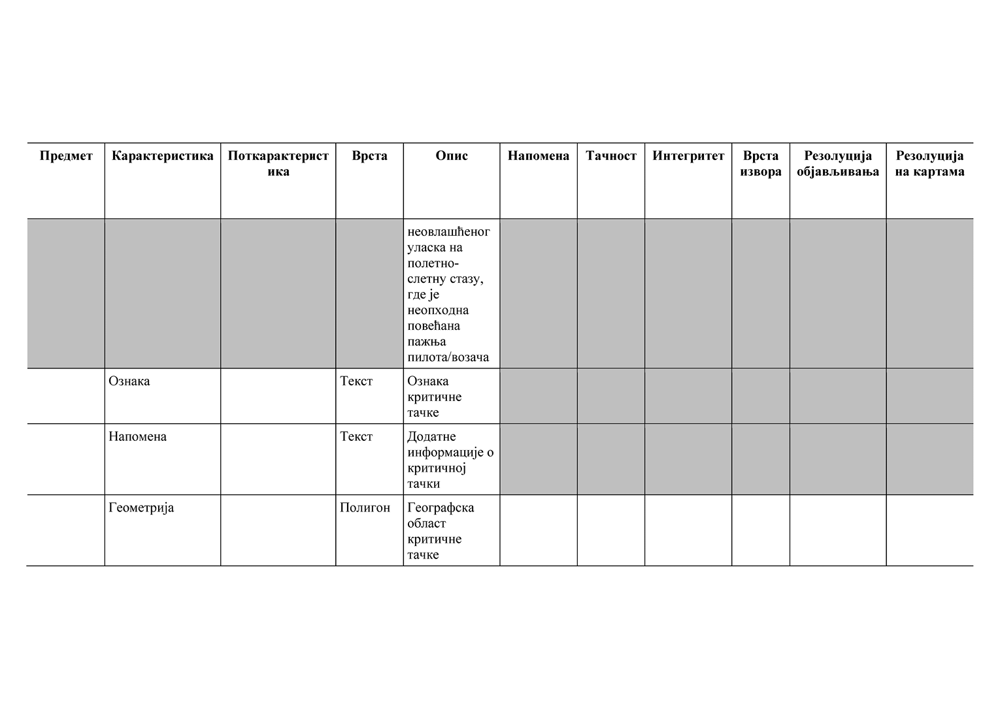 Предмет
Карактеристика
Поткарактерист
ика
Врста
Опис
Напомена
Тачност
Интегритет
Врста
извора
Резолуција
објављивања
Резолуција
на картама
неовлашћеног
уласка на
полетно-
слетну стазу,
где је
неопходна
повећана
пажња
пилота/возача
Ознака
Текст
Ознака
критичне
тачке
Напомена
Текст
Додатне
информације о
критичној
тачки
Геометрија
Полигон
Географска
област
критичне
тачке